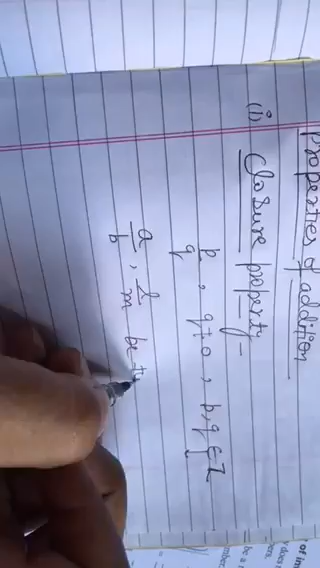 Properties of addition
(i) Closure property -
p/q, q≠0, p,q ∈ Z
a/b, l/m be